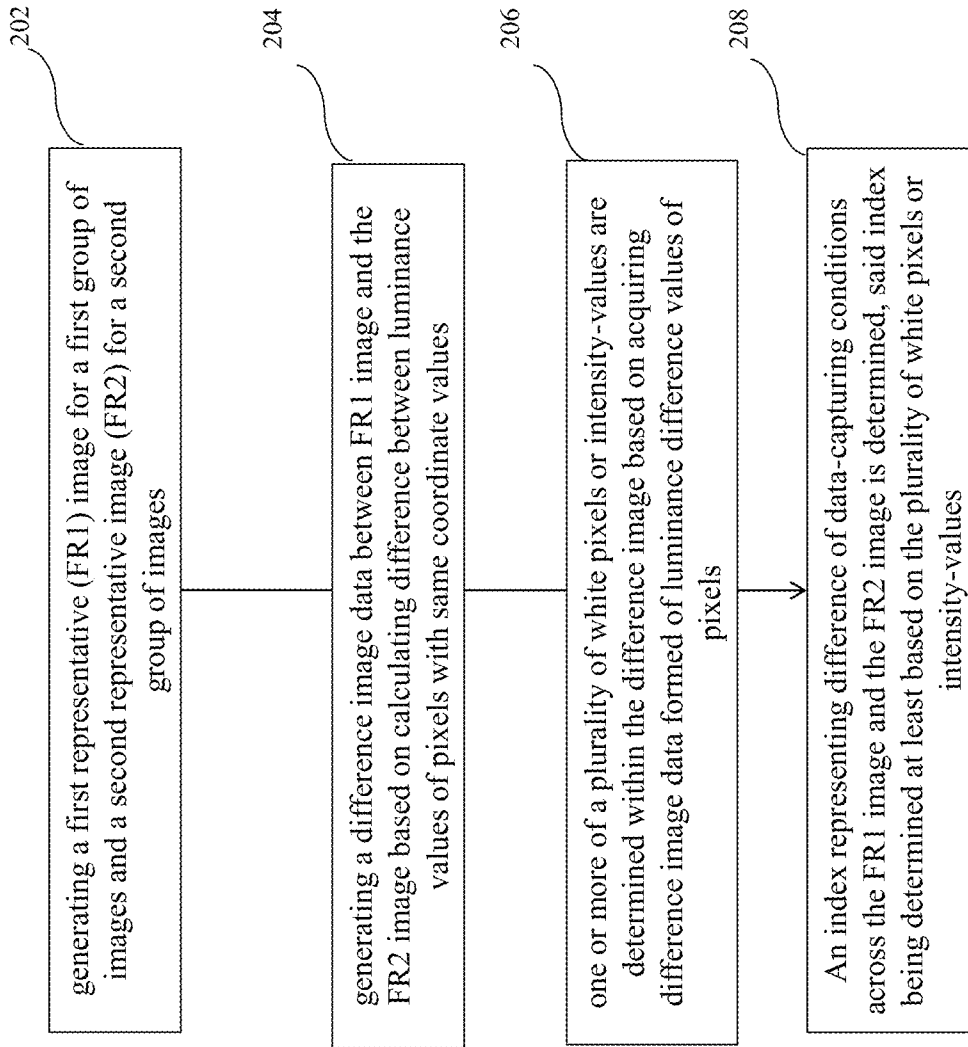 202
generating a first representative (FR1) image for a first group of
images and a second representative image (FR2) for a second
group of images
204
generating a difference image data between FR1 image and the
FR2 image based on calculating difference between luminance
values of pixels with same coordinate values
206
one or more of a plurality of white pixels or intensity-values are
determined within the difference image based on acquiring
difference image data formed of luminance difference values of
pixels
208
An index representing difference of data-capturing conditions
across the FR1 image and the FR2 image is determined, said index
being determined at least based on the plurality of white pixels or
intensity-values